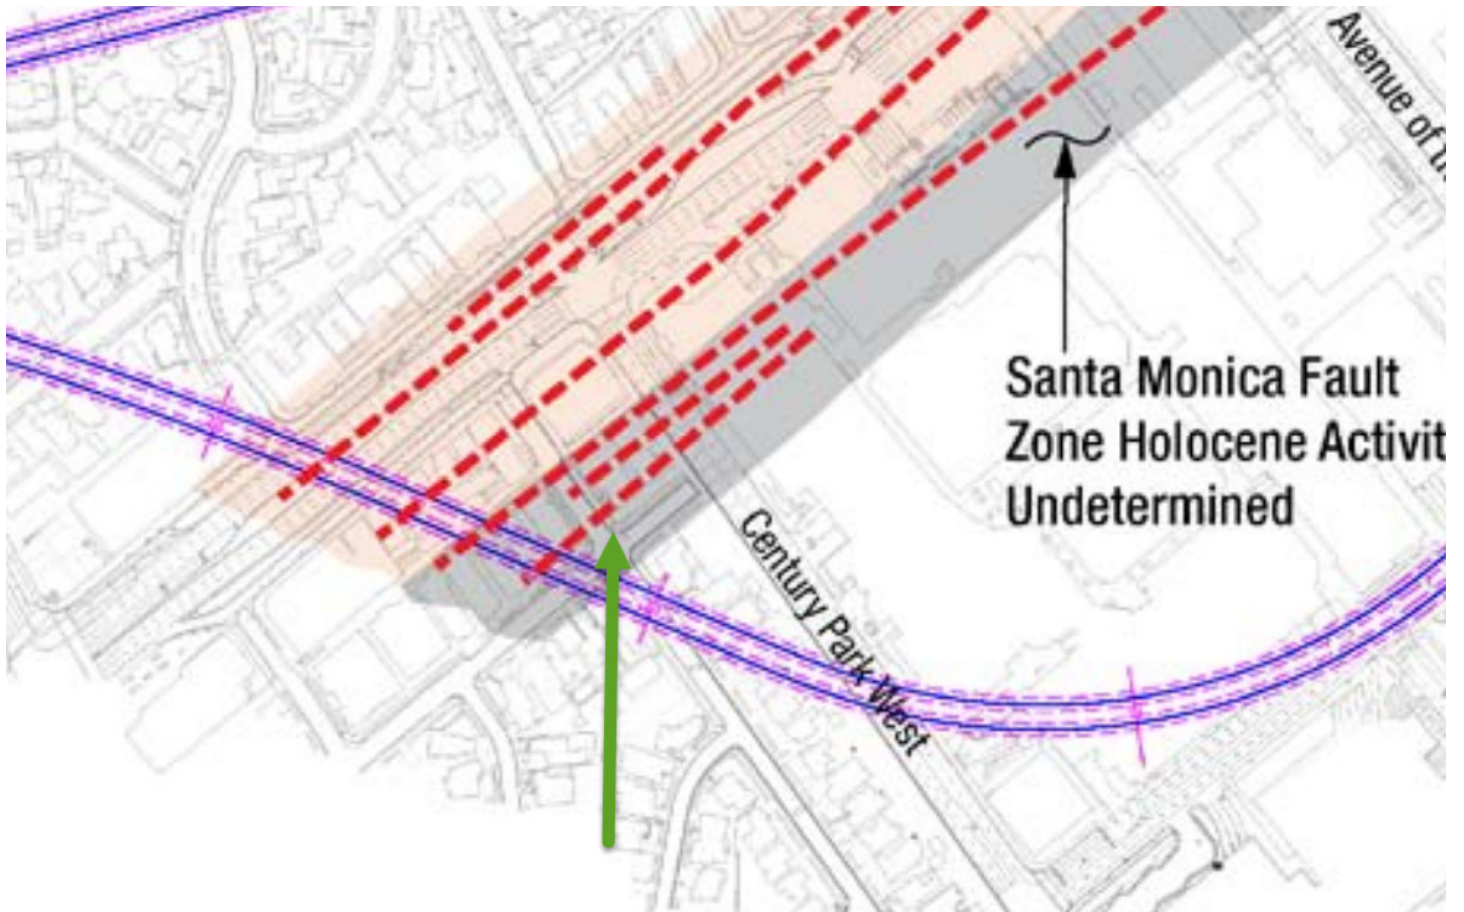 Avenue of
Santa Monica Fault
Zone Holocene Activit
Undetermined
Century Park West